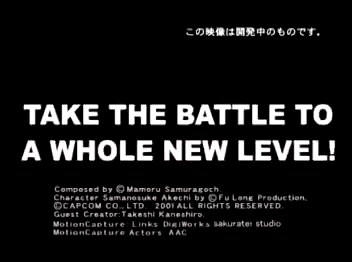 この映像は開発中のものです。
TAKE THE BATTLE TO
A WHOLE NEW LEVEL!
Composed by Ⓒ Mamoru Samuragoch.
Character Samanosuke Akechi by Ⓒ Fu Long Production,
ⒸCAPCOM CO., LTD. 2001 ALL RIGHTS RESERVED.
Guest Creator:Takeshi Kaneshiro.
MotionCapture Links DigiWorks sakuratei studio
MotionCapture Actors AAC